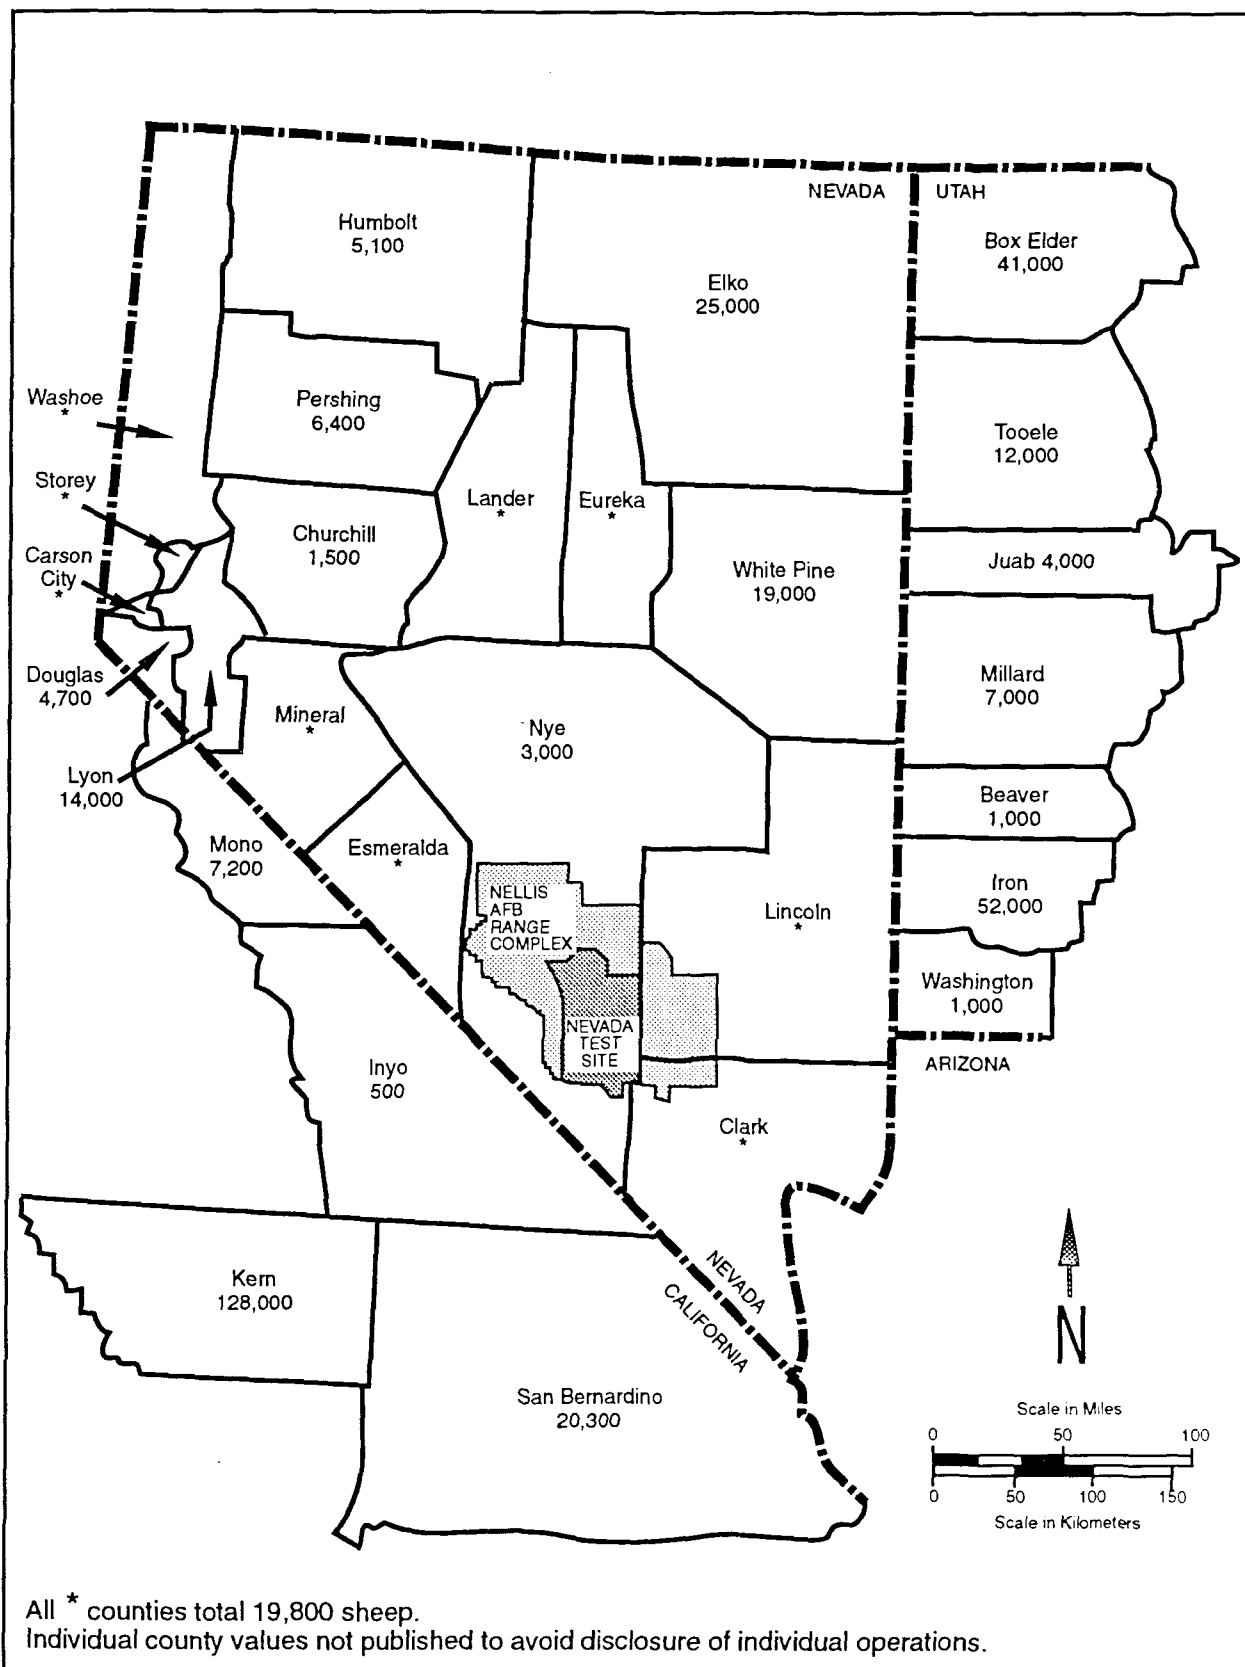 NEVADA
UTAH
Humbolt
5,100
Box Elder
41,000
Elko
25,000
Washoe
*
Pershing
6,400
Tooele
12,000
Storey
*
Lander
*
Eureka
*
Churchill
1,500
Carson
City
*
White Pine
19,000
Juab 4,000
Douglas
4,700
Mineral
*
Nye
3,000
Millard
7,000
Lyon
14,000
Beaver
1,000
Mono
7,200
Esmeralda
*
NELLIS
AFB
RANGE
COMPLEX
Lincoln
*
Iron
52,000
Washington
1,000
NEVADA
TEST
SITE
ARIZONA
Inyo
500
Clark
*
Kern
128,000
NEVADA
CALIFORNIA
N
San Bernardino
20,300
Scale in Miles
0 50 100
0 50 100 150
Scale in Kilometers
All * counties total 19,800 sheep.
Individual county values not published to avoid disclosure of individual operations.